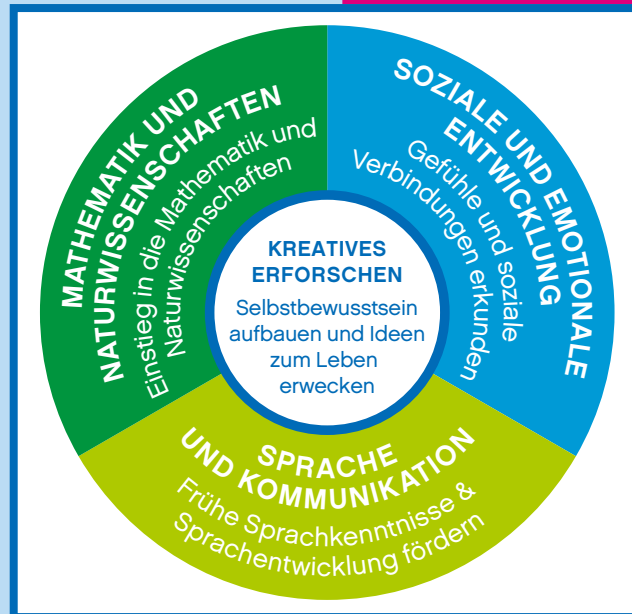 MATHEMATIK UND
NATURWISSENSCHAFTEN
Einstieg in die Mathematik und
Naturwissenschaften
SOZIALE UND EMOTIONALE
ENTWICKLUNG
Gefühle und soziale
Verbindungen erkunden
KREATIVES
ERFORSCHEN
Selbstbewusstsein
aufbauen und Ideen
zum Leben
erwecken
SPRACHE
UND KOMMUNIKATION
Frühe Sprachkenntnisse &
Sprachentwicklung fördern